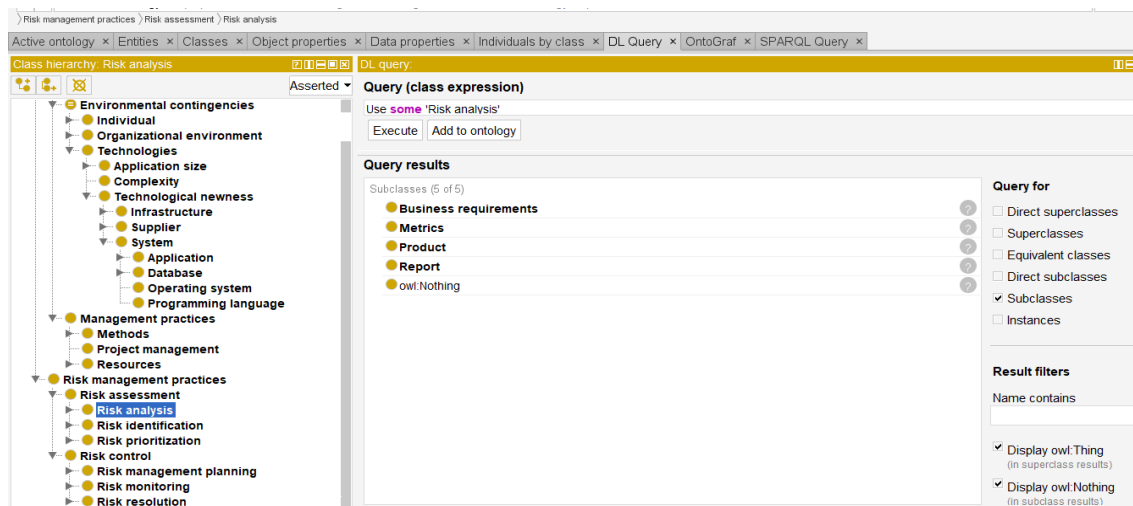 Risk management practices Risk assessment Risk analysis
Active ontology × Entities × Classes × Object properties × Data properties × Individuals by class × DL Query × OntoGraf × SPARQL Query ×
Class hierarchy: Risk analysis
Asserted
Environmental contingencies
Individual
Organizational environment
Technologies
Application size
Complexity
Technological newness
Infrastructure
Supplier
System
Application
Database
Operating system
Programming language
Management practices
Methods
Project management
Resources
Risk management practices
Risk assessment
Risk analysis
Risk identification
Risk prioritization
Risk control
Risk management planning
Risk monitoring
Risk resolution
DL query:
Query (class expression)
Use some 'Risk analysis'
Execute Add to ontology
Query results
Subclasses (5 of 5)
Business requirements ?
Metrics ?
Product ?
Report ?
owl:Nothing ?
Query for
Direct superclasses
Superclasses
Equivalent classes
Direct subclasses
Subclasses
Instances
Result filters
Name contains
Display owl:Thing
(in superclass results)
Display owl:Nothing
(in subclass results)